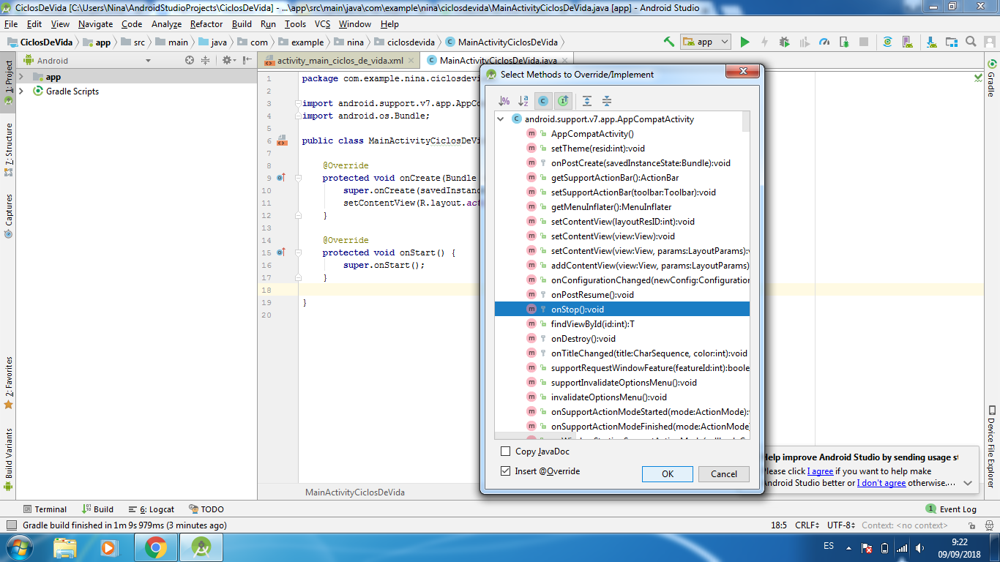 CiclosDeVida [C:\Users\Nina\AndroidStudioProjects\CiclosDeVida] - ...\app\src\main\java\com\example\nina\ciclosdevida\MainActivityCiclosDeVida.java [app] - Android Studio
File Edit View Navigate Code Analyze Refactor Build Run Tools VCS Window Help
CiclosDeVida app src main java com example nina ciclosdevida MainActivityCiclosDeVida app
1: Project
7: Structure
Captures
2: Favorites
Build Variants
Android
app
Gradle Scripts
activity_main_ciclos_de_vida.xml MainActivityCiclosDeVida.java
1 package com.example.nina.ciclosdevi
2
3 import android.support.v7.app.AppCo
4 import android.os.Bundle;
5
6 public class MainActivityCiclosDeVi
7
8 @Override
9 protected void onCreate(Bundle
10 super.onCreate(savedInstanc
11 setContentView(R.layout.act
12 }
13
14 @Override
15 protected void onStart() {
16 super.onStart();
17 }
18
19 }
20
MainActivityCiclosDeVida
Select Methods to Override/Implement
android.support.v7.app.AppCompatActivity
AppCompatActivity()
setTheme(resid:int):void
onPostCreate(savedInstanceState:Bundle):void
getSupportActionBar():ActionBar
setSupportActionBar(toolbar:Toolbar):void
getMenuInflater():MenuInflater
setContentView(layoutResID:int):void
setContentView(view:View):void
setContentView(view:View, params:LayoutParams):v
addContentView(view:View, params:LayoutParams)
onConfigurationChanged(newConfig:Configuration
onPostResume():void
onStop():void
findViewById(id:int):T
onDestroy():void
onTitleChanged(title:CharSequence, color:int):void
supportRequestWindowFeature(featureId:int):boole
supportInvalidateOptionsMenu():void
invalidateOptionsMenu():void
onSupportActionModeStarted(mode:ActionMode):v
onSupportActionModeFinished(mode:ActionMode)
Copy JavaDoc
Insert @Override
OK Cancel
Gradle
Device File Explorer
Help improve Android Studio by sending usage st
Please click I agree if you want to help make
Android Studio better or I don't agree otherwise....
Terminal Build 6: Logcat TODO 1 Event Log
Gradle build finished in 1m 9s 979ms (3 minutes ago) 18:5 CRLF UTF-8 Context: <no context>
ES 9:22
09/09/2018